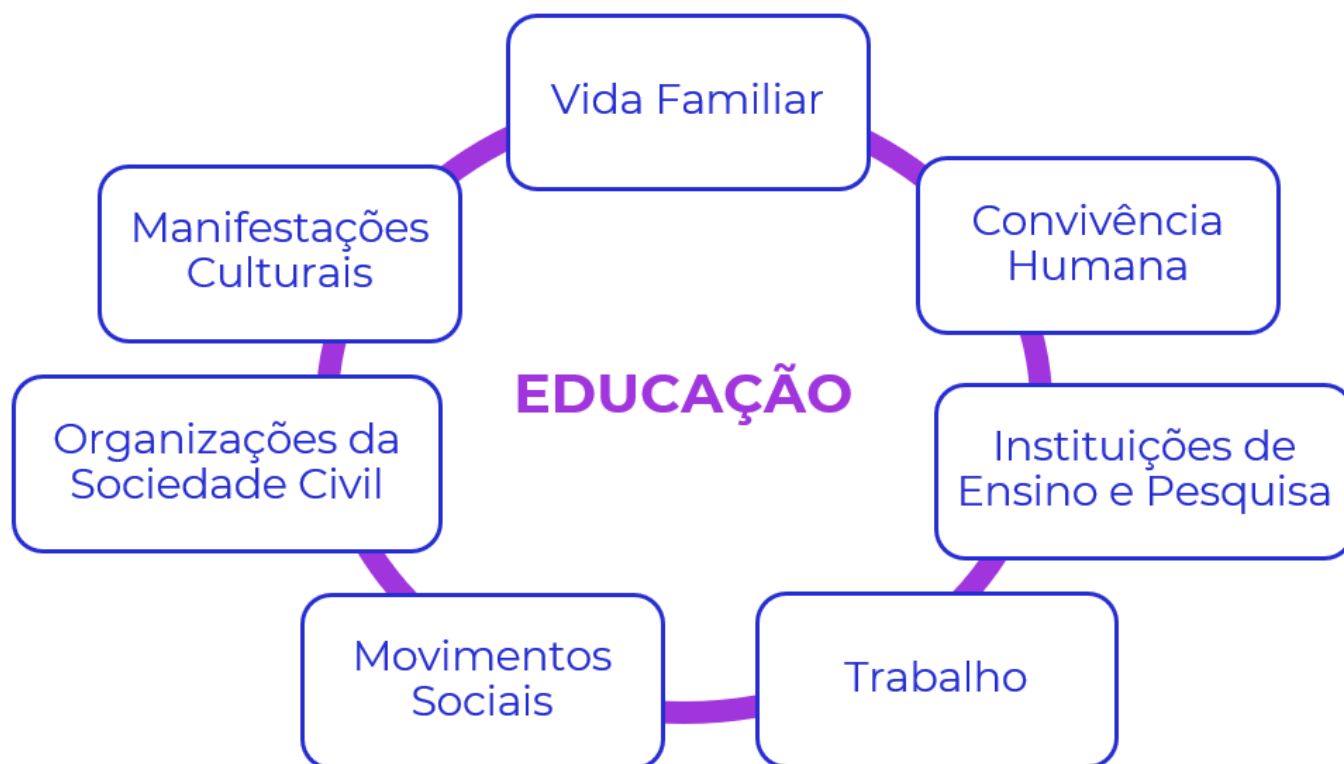 Vida Familiar
Convivência
Humana
Instituições de
Ensino e Pesquisa
Trabalho
Movimentos
Sociais
Organizações da
Sociedade Civil
Manifestações
Culturais
EDUCAÇÃO